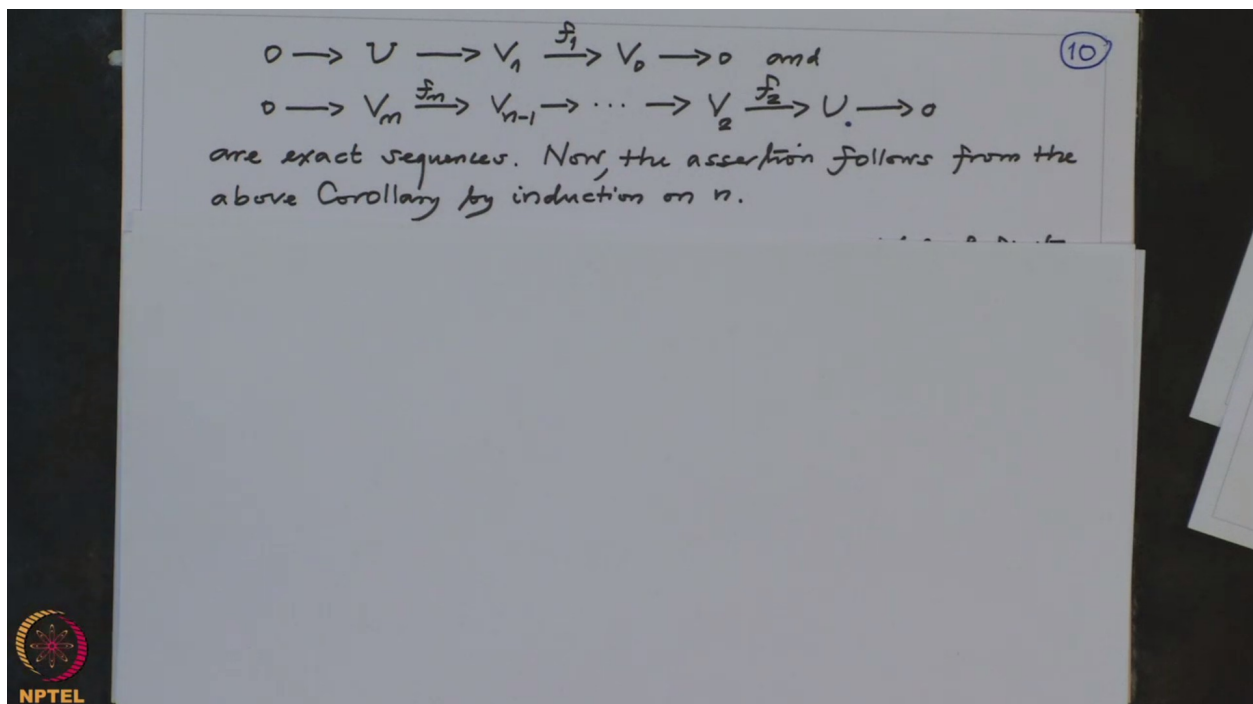 0 → U → V₁ —f₁→ V₀ → 0 and
⑩
0 → Vₙ —fₙ→ Vₙ₋₁ → ⋯ → V₂ —f₂→ U → 0
are exact sequences. Now, the assertion follows from the
above Corollary by induction on n.
NPTEL